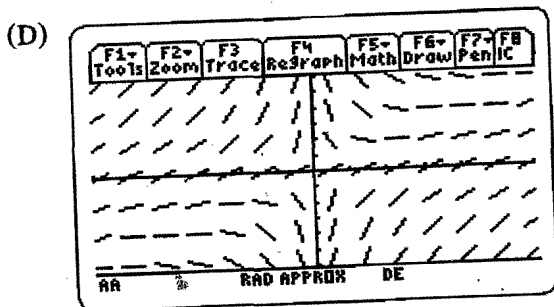 (D)
F1 F2 F3 F4 F5 F6 F7 F8
Tools Zoom Trace Regraph Math Draw Pen IC
AA RAD APPROX DE